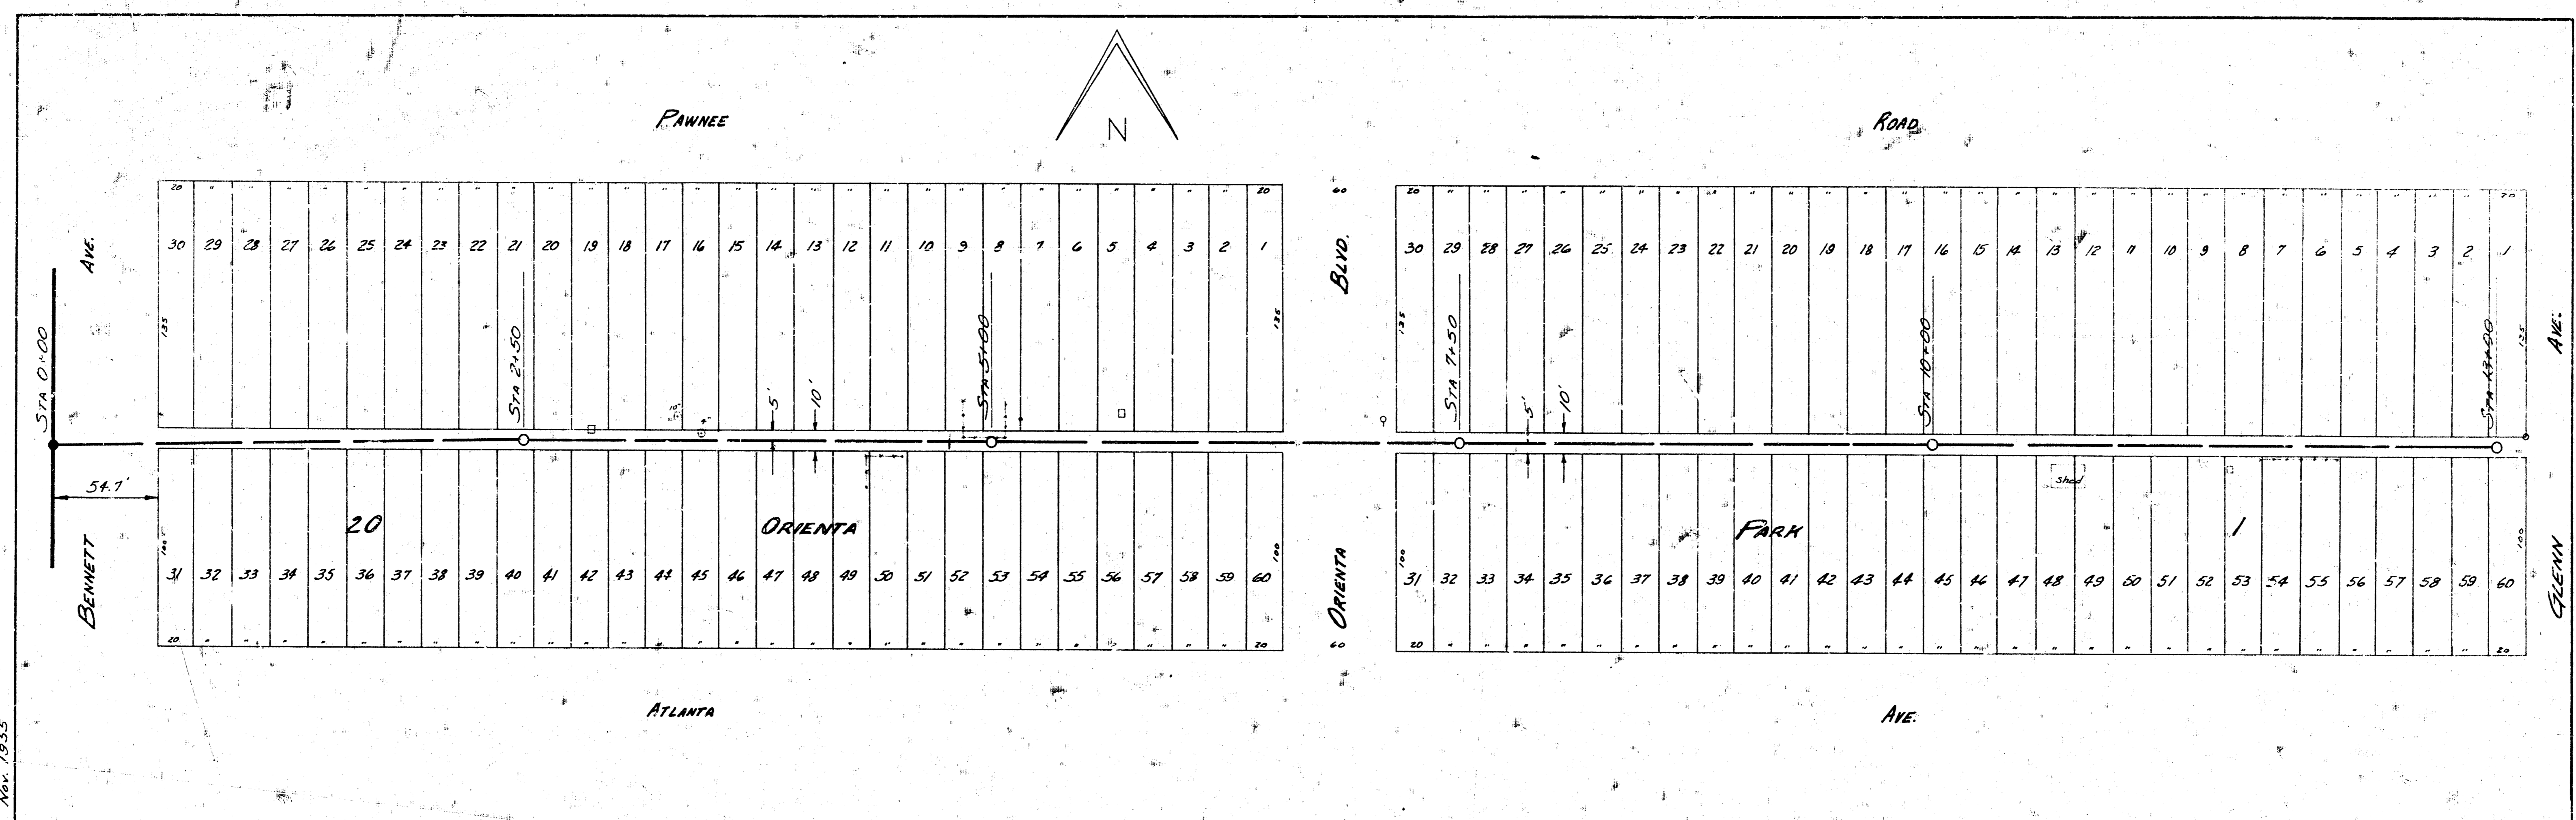 PAWNEE ROAD
N
20 " " " " " " " " " " " " " " " " " " " " " " " " " " " " 20 60 20 " " " " " " " " " " " " " " " " " " " " " " " " " " " " 20
AVE. 30 29 28 27 26 25 24 23 22 21 20 19 18 17 16 15 14 13 12 11 10 9 8 7 6 5 4 3 2 1 BLVD. 30 29 28 27 26 25 24 23 22 21 20 19 18 17 16 15 14 13 12 11 10 9 8 7 6 5 4 3 2 1 AVE.
135 135 135 135
STA 0+00 STA 2+50 STA 5+00 STA 7+50 STA 10+00 STA 13+00
5' 10' 5' 10'
54.7'
Shed
20 ORIENTA PARK 1
100 100 100 100
BENNETT 31 32 33 34 35 36 37 38 39 40 41 42 43 44 45 46 47 48 49 50 51 52 53 54 55 56 57 58 59 60 ORIENTA 31 32 33 34 35 36 37 38 39 40 41 42 43 44 45 46 47 48 49 50 51 52 53 54 55 56 57 58 59 60 GLENN
20 " " " " " " " " " " " " " " " " " " " " " " " " " " " " 20 60 20 " " " " " " " " " " " " " " " " " " " " " " " " " " " " 20
ATLANTA AVE.
Nov. 1935